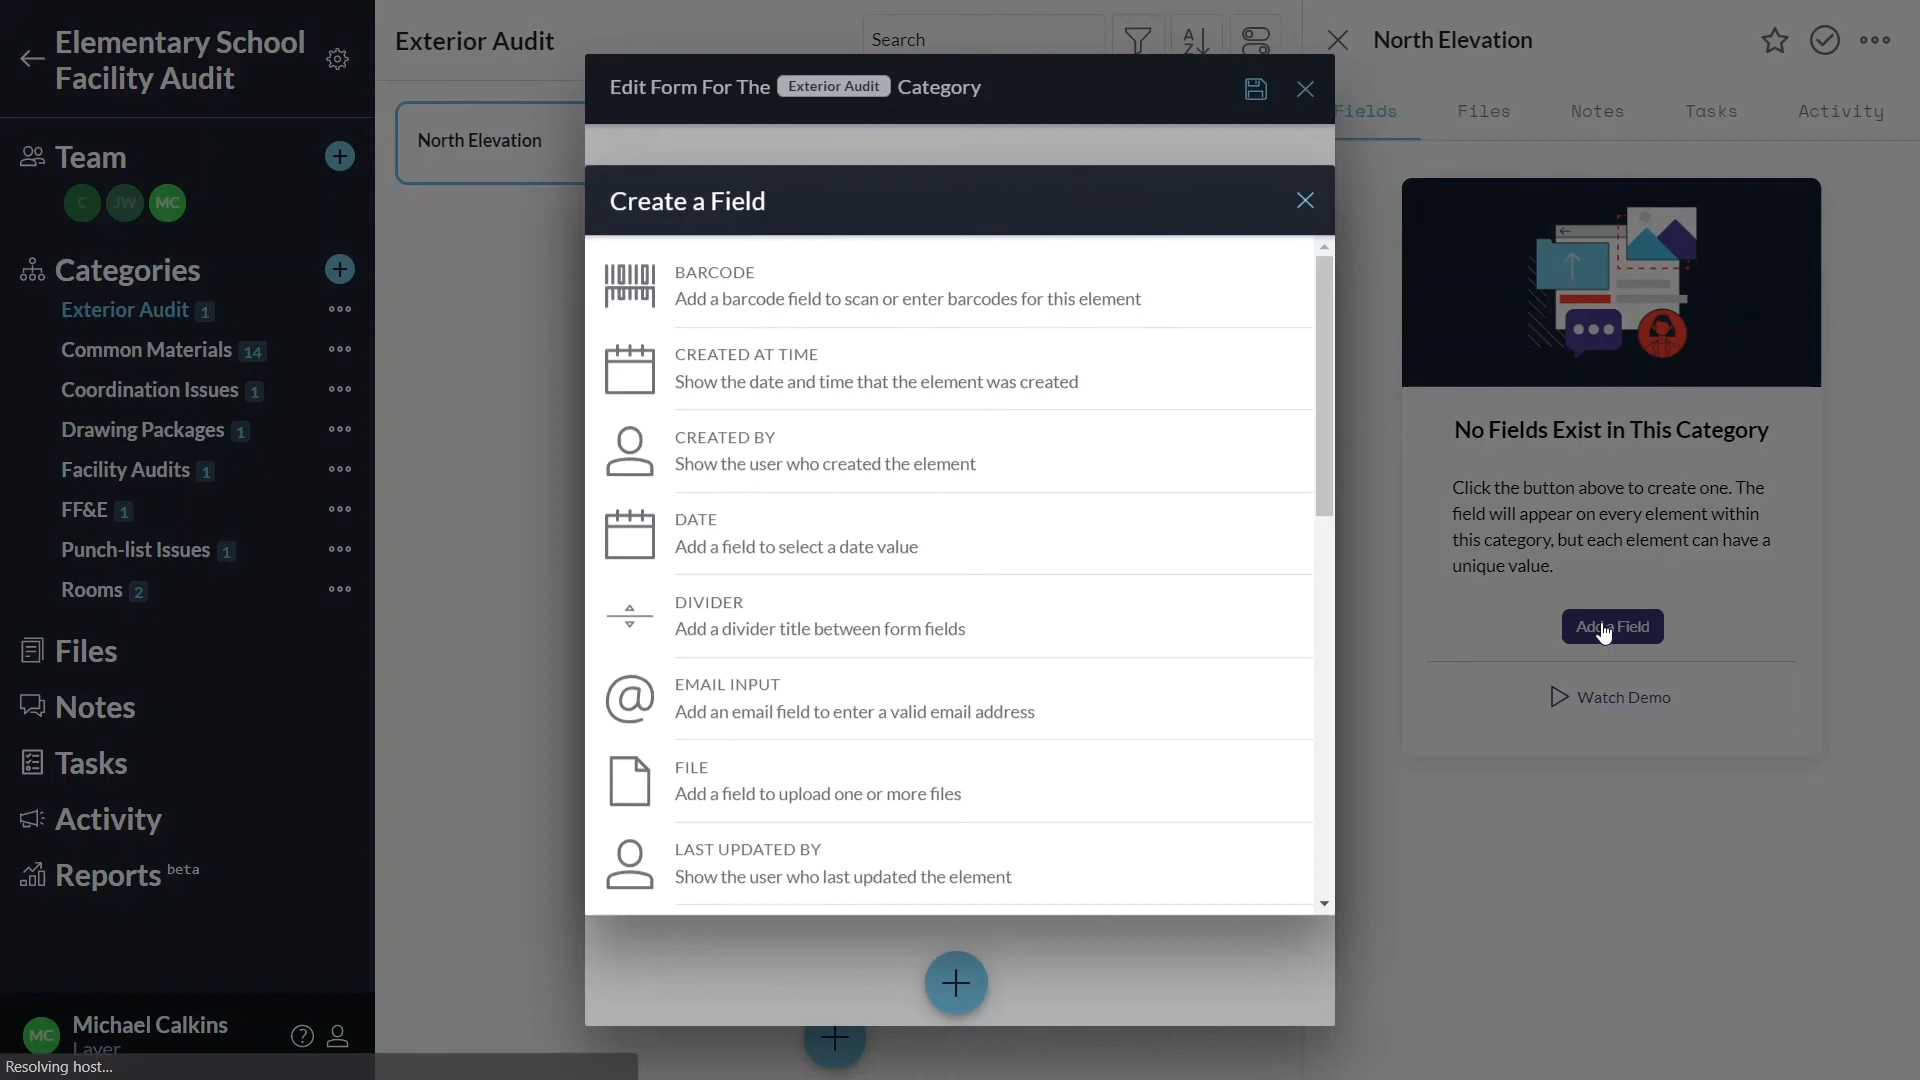 Elementary School
Facility Audit
Team
C JW MC
Categories
Exterior Audit 1
Common Materials 14
Coordination Issues 1
Drawing Packages 1
Facility Audits 1
FF&E 1
Punch-list Issues 1
Rooms 2
Files
Notes
Tasks
Activity
Reports beta
MC
Michael Calkins
Layer
Resolving host...
Exterior Audit
Search
A
Z
North Elevation
Edit Form For The Exterior Audit Category
Create a Field
BARCODE
Add a barcode field to scan or enter barcodes for this element
CREATED AT TIME
Show the date and time that the element was created
CREATED BY
Show the user who created the element
DATE
Add a field to select a date value
DIVIDER
Add a divider title between form fields
EMAIL INPUT
Add an email field to enter a valid email address
FILE
Add a field to upload one or more files
LAST UPDATED BY
Show the user who last updated the element
North Elevation
Fields Files Notes Tasks Activity
No Fields Exist in This Category
Click the button above to create one. The
field will appear on every element within
this category, but each element can have a
unique value.
Add a Field
Watch Demo